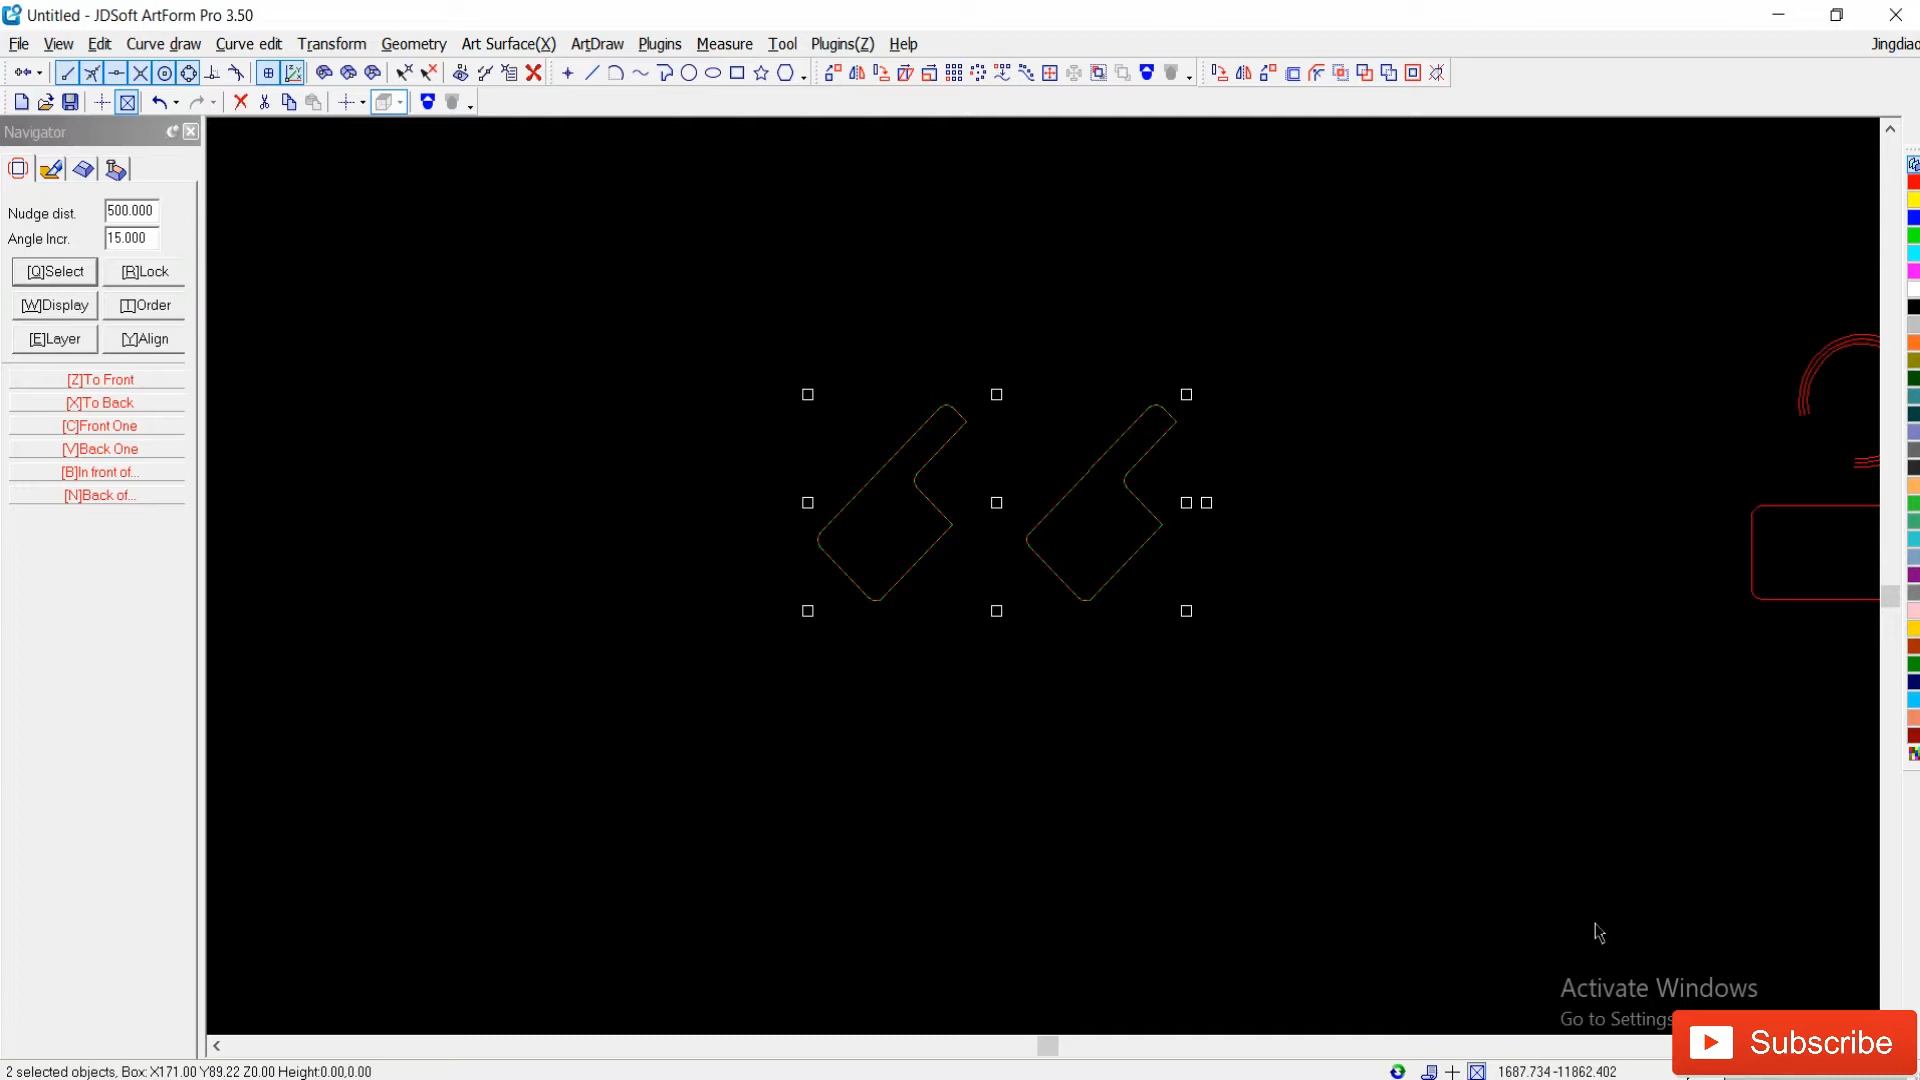 Untitled - JDSoft ArtForm Pro 3.50
File View Edit Curve draw Curve edit Transform Geometry Art Surface(X) ArtDraw Plugins Measure Tool Plugins(Z) Help Jingdiao
Navigator
Nudge dist. 500.000
Angle Incr. 15.000
[Q]Select [R]Lock
[W]Display [T]Order
[E]Layer [Y]Align
[Z]To Front
[X]To Back
[C]Front One
[V]Back One
[B]In front of...
[N]Back of...
Activate Windows
Go to Settings
Subscribe
2 selected objects, Box: X171.00 Y89.22 Z0.00 Height:0.00,0.00 1687.734 -11862.402